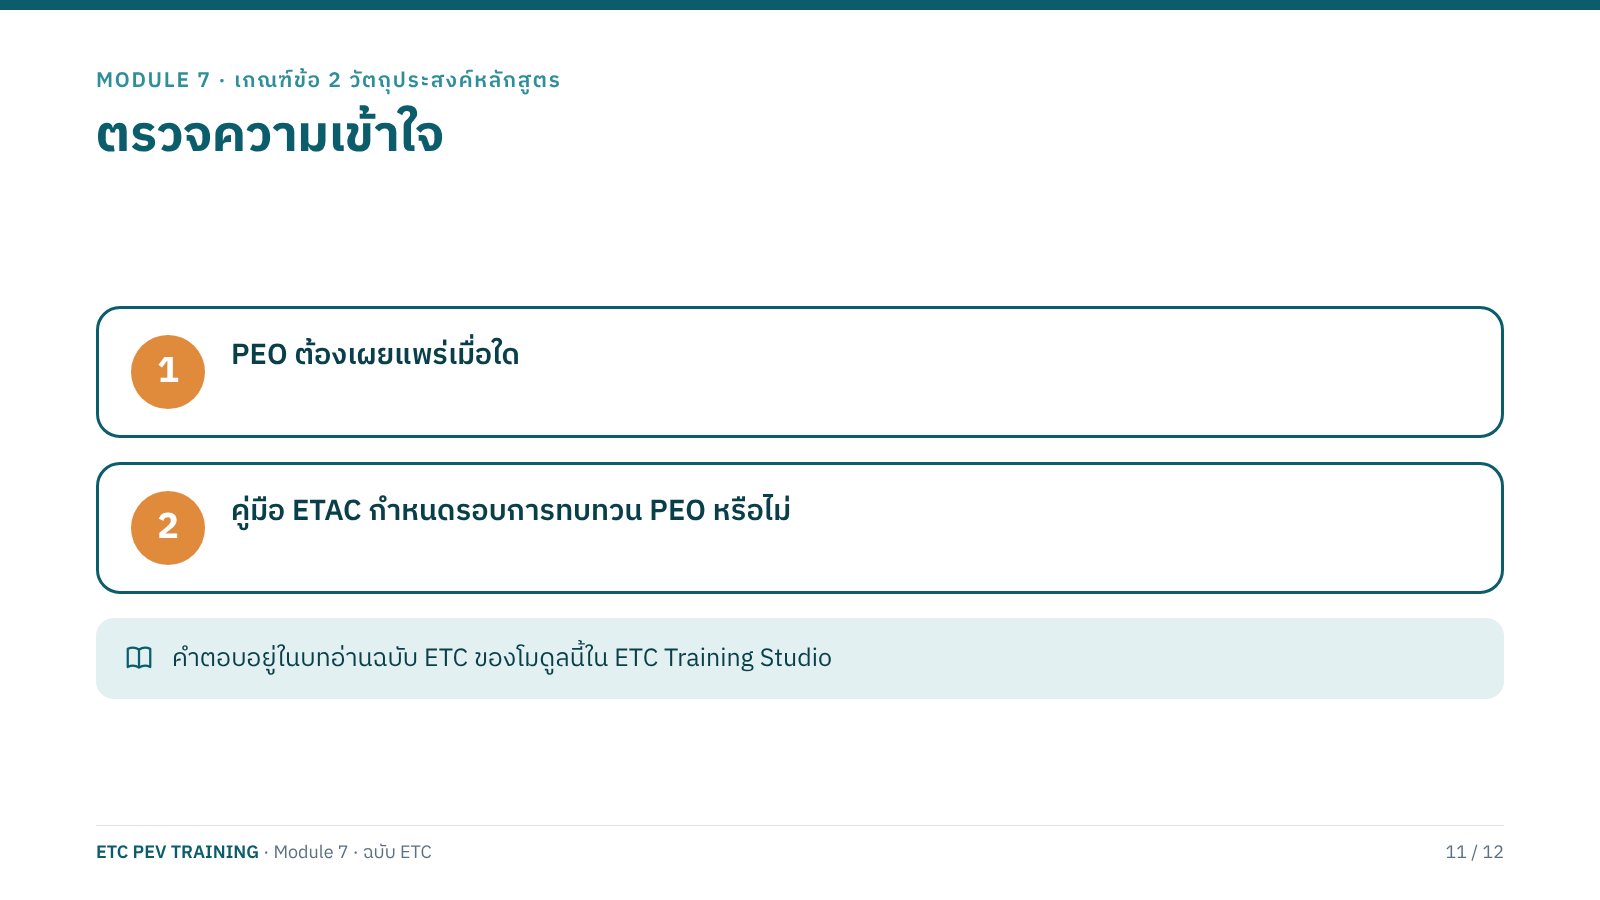 MODULE 7 · เกณฑ์ข้อ 2 วัตถุประสงค์หลักสูตร
ตรวจความเข้าใจ
1 PEO ต้องเผยแพร่เมื่อใด
2 คู่มือ ETAC กำหนดรอบการทบทวน PEO หรือไม่
คำตอบอยู่ในบทอ่านฉบับ ETC ของโมดูลนี้ใน ETC Training Studio
ETC PEV TRAINING · Module 7 · ฉบับ ETC
11 / 12